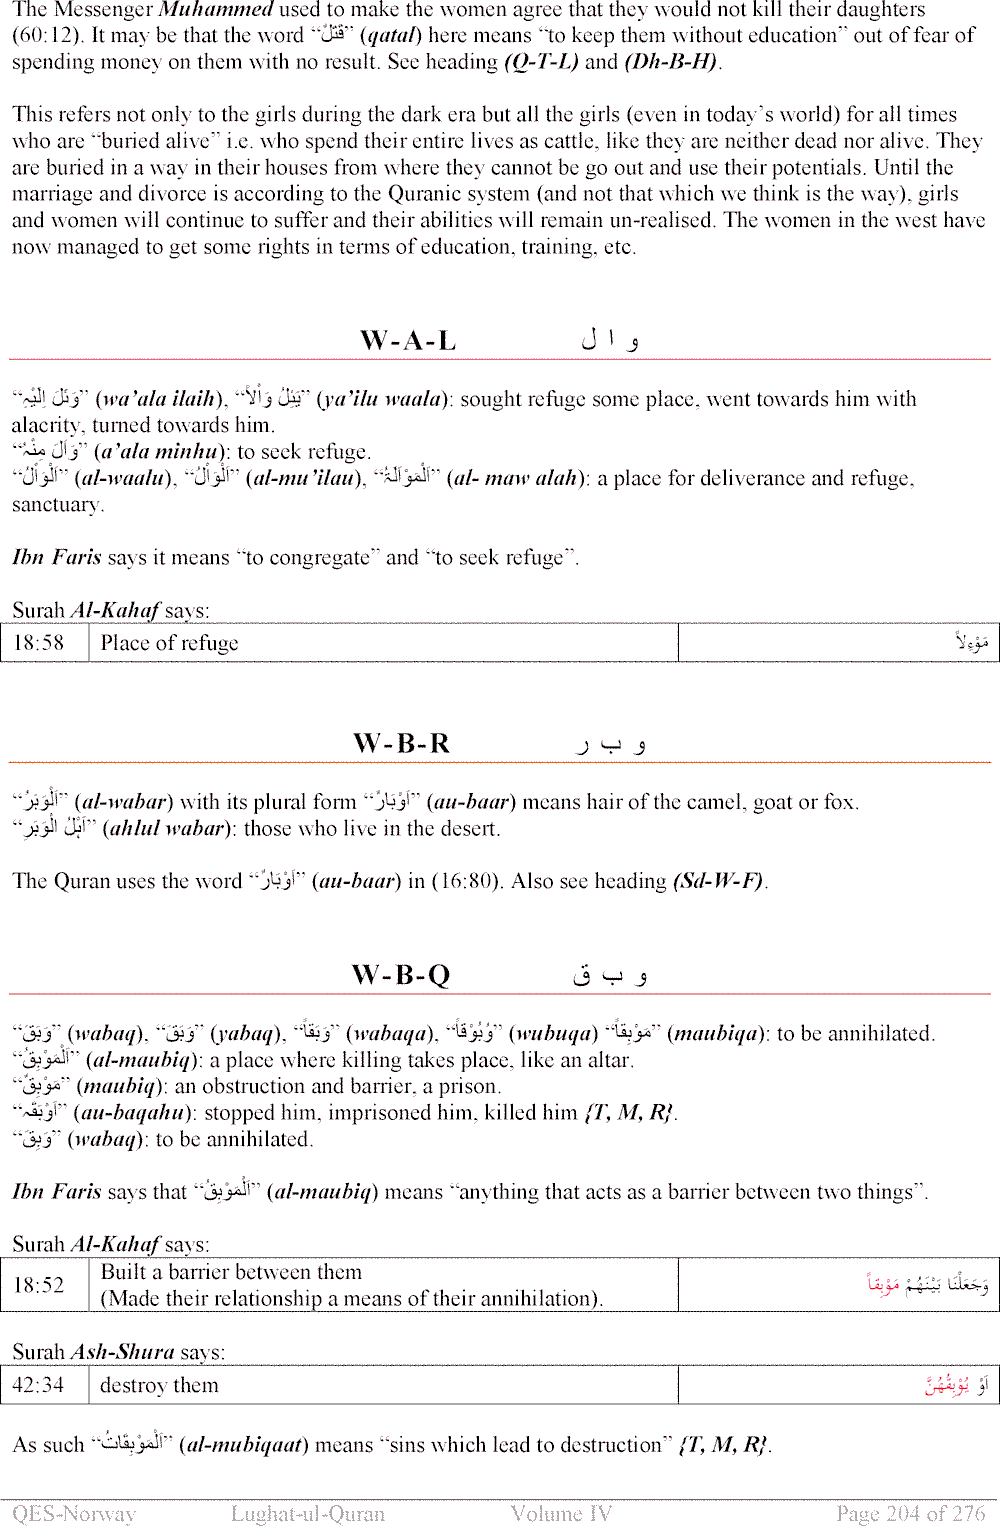 The Messenger Muhammed used to make the women agree that they would not kill their daughters
(60:12). It may be that the word “قَتْلٌ” (qatal) here means “to keep them without education” out of fear of
spending money on them with no result. See heading (Q-T-L) and (Dh-B-H).
This refers not only to the girls during the dark era but all the girls (even in today’s world) for all times
who are “buried alive” i.e. who spend their entire lives as cattle, like they are neither dead nor alive. They
are buried in a way in their houses from where they cannot be go out and use their potentials. Until the
marriage and divorce is according to the Quranic system (and not that which we think is the way), girls
and women will continue to suffer and their abilities will remain un-realised. The women in the west have
now managed to get some rights in terms of education, training, etc.
W-A-L و ا ل
“وَئَلَ اِلَيْہِ” (wa’ala ilaih), “يَئِلُ وَأْلاً” (ya’ilu waala): sought refuge some place, went towards him with
alacrity, turned towards him.
“وَآلَ مِنْہُ” (a’ala minhu): to seek refuge.
“اَلْوَأْلُ” (al-waalu), “اَلْوَأْلُ” (al-mu’ilau), “اَلْمَوْآلَۃُ” (al- maw alah): a place for deliverance and refuge,
sanctuary.
Ibn Faris says it means “to congregate” and “to seek refuge”.
Surah Al-Kahaf says:
18:58 Place of refuge مَوْءِلاً
W-B-R و ب ر
“اَلْوَبَرُ” (al-wabar) with its plural form “اَوْبَارٌ” (au-baar) means hair of the camel, goat or fox.
“اَہْلُ الْوَبَرِ” (ahlul wabar): those who live in the desert.
The Quran uses the word “اَوْبَارٌ” (au-baar) in (16:80). Also see heading (Sd-W-F).
W-B-Q و ب ق
“وَبَقَ” (wabaq), “وَبَقَ” (yabaq), “وَبَقاً” (wabaqa), “وُبُوْقاً” (wubuqa) “مَوْبِقاً” (maubiqa): to be annihilated.
“اَلْمَوْبِقُ” (al-maubiq): a place where killing takes place, like an altar.
“مَوْبِقٌ” (maubiq): an obstruction and barrier, a prison.
“اَوْبَقَہٗ” (au-baqahu): stopped him, imprisoned him, killed him {T, M, R}.
“وَبِقَ” (wabaq): to be annihilated.
Ibn Faris says that “اَلْمَوْبِقُ” (al-maubiq) means “anything that acts as a barrier between two things”.
Surah Al-Kahaf says:
18:52 Built a barrier between them وَجَعَلْنَا بَيْنَهُمْ مَوْبِقاً
(Made their relationship a means of their annihilation).
Surah Ash-Shura says:
42:34 destroy them اَوْ يُوْبِقْهُنَّ
As such “اَلْمَوْبِقَاتُ” (al-mubiqaat) means “sins which lead to destruction” {T, M, R}.
QES-Norway Lughat-ul-Quran Volume IV Page 204 of 276